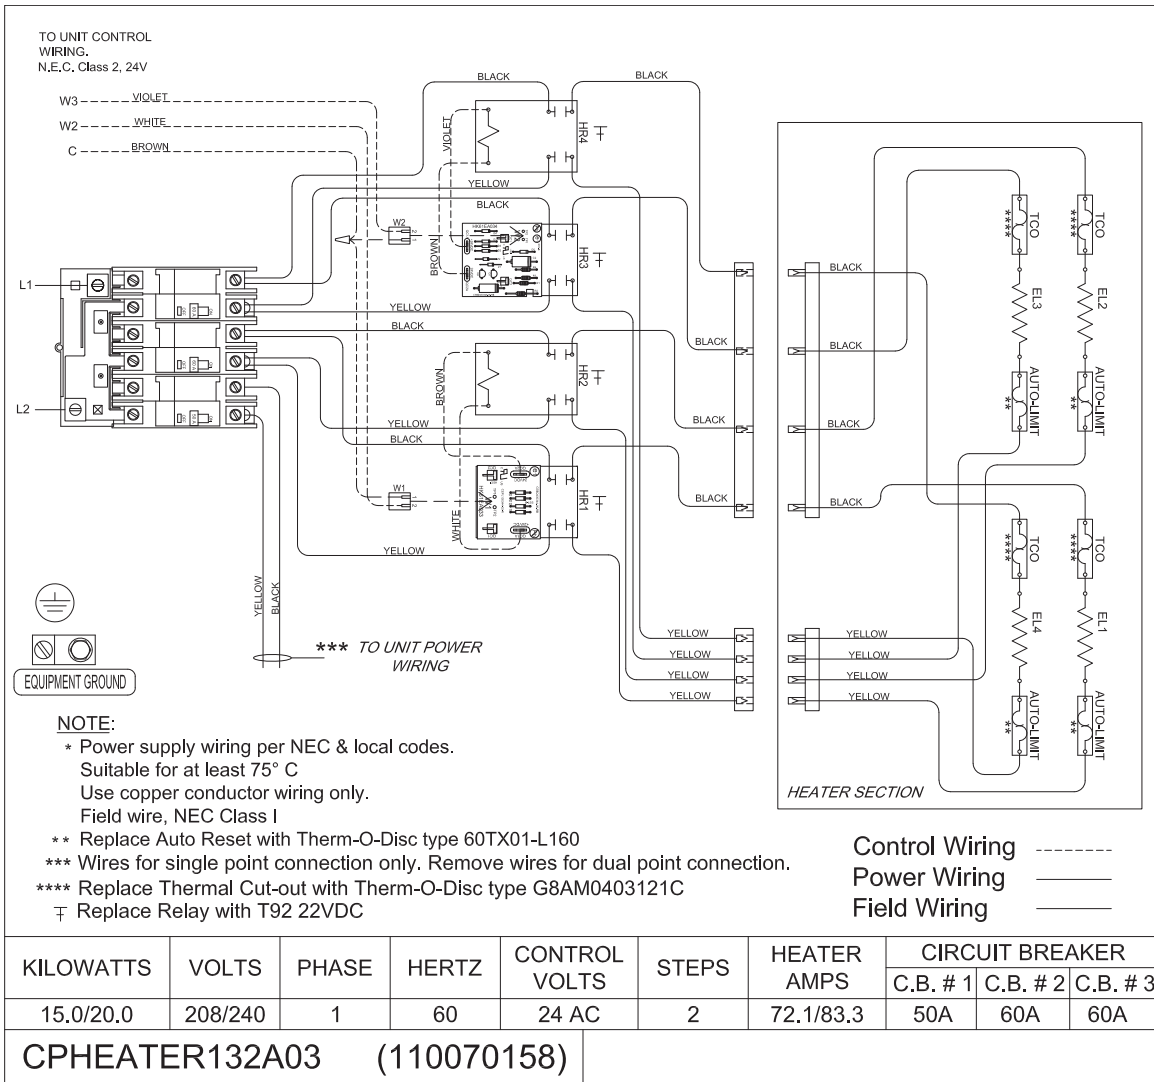 TO UNIT CONTROL
WIRING.
N.E.C. Class 2, 24V
W3
VIOLET
W2
WHITE
C
BROWN
BLACK
BLACK
VIOLET
HR4
YELLOW
BLACK
W2
2
1
BROWN
HR3
YELLOW
BLACK
L1
L2
BROWN
HR2
YELLOW
BLACK
W1
1
2
WHITE
HR1
YELLOW
YELLOW
BLACK
BLACK
BLACK
BLACK
BLACK
YELLOW
YELLOW
YELLOW
YELLOW
BLACK
BLACK
BLACK
BLACK
YELLOW
YELLOW
YELLOW
YELLOW
TCO
****
TCO
****
EL3
EL2
AUTO-LIMIT
**
AUTO-LIMIT
**
TCO
****
TCO
****
EL4
EL1
AUTO-LIMIT
**
AUTO-LIMIT
**
HEATER SECTION
EQUIPMENT GROUND
*** TO UNIT POWER
WIRING
NOTE:
* Power supply wiring per NEC & local codes.
Suitable for at least 75° C
Use copper conductor wiring only.
Field wire, NEC Class I
** Replace Auto Reset with Therm-O-Disc type 60TX01-L160
*** Wires for single point connection only. Remove wires for dual point connection.
**** Replace Thermal Cut-out with Therm-O-Disc type G8AM0403121C
Replace Relay with T92 22VDC
Control Wiring
Power Wiring
Field Wiring
KILOWATTS VOLTS PHASE HERTZ CONTROL VOLTS STEPS HEATER AMPS CIRCUIT BREAKER
C.B. # 1 C.B. # 2 C.B. # 3
15.0/20.0 208/240 1 60 24 AC 2 72.1/83.3 50A 60A 60A
CPHEATER132A03 (110070158)